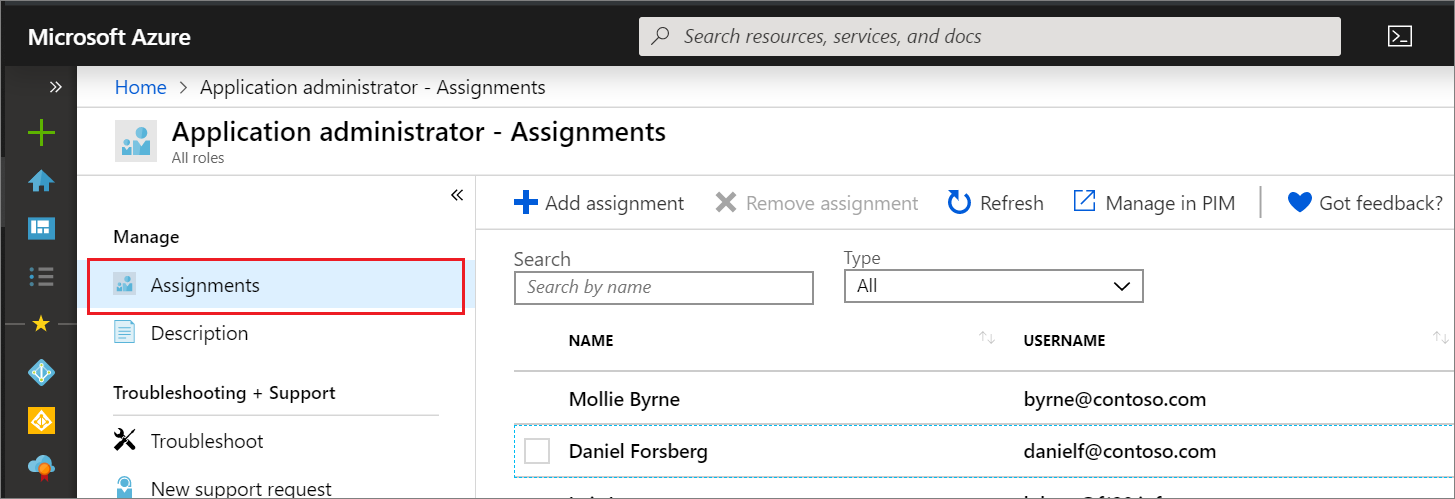 Microsoft Azure
Search resources, services, and docs
Home > Application administrator - Assignments
Application administrator - Assignments
All roles
Manage
Assignments
Description
Troubleshooting + Support
Troubleshoot
New support request
Add assignment Remove assignment Refresh Manage in PIM Got feedback?
Search Type
Search by name All
NAME USERNAME
Mollie Byrne byrne@contoso.com
Daniel Forsberg danielf@contoso.com